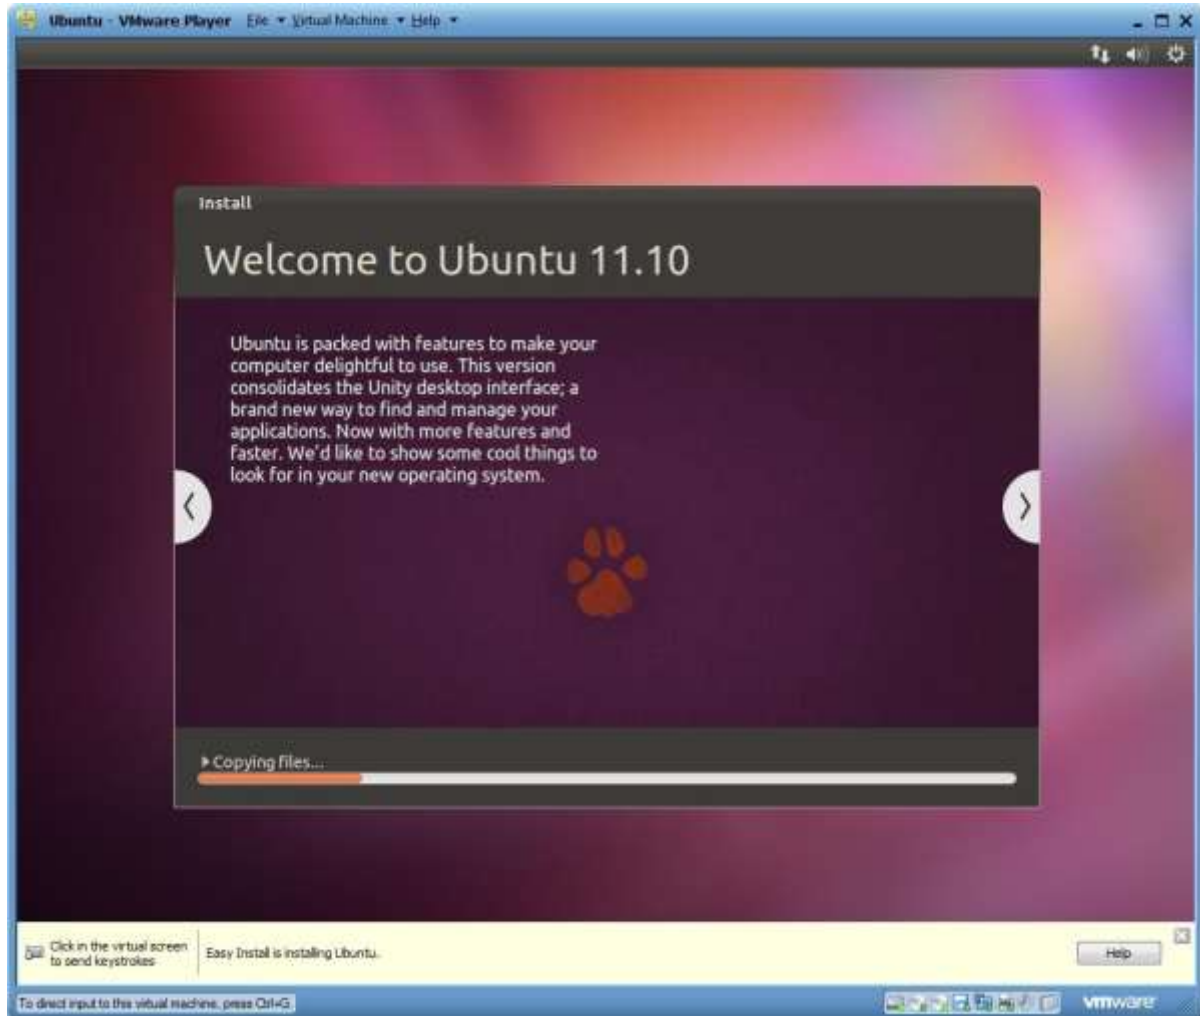 Ubuntu - VMware Player File Virtual Machine Help
Install
Welcome to Ubuntu 11.10
Ubuntu is packed with features to make your
computer delightful to use. This version
consolidates the Unity desktop interface; a
brand new way to find and manage your
applications. Now with more features and
faster. We'd like to show some cool things to
look for in your new operating system.
Copying files...
Click in the virtual screen
to send keystrokes
Easy Install is installing Ubuntu.
Help
To direct input to this virtual machine, press Ctrl+G.
vmware